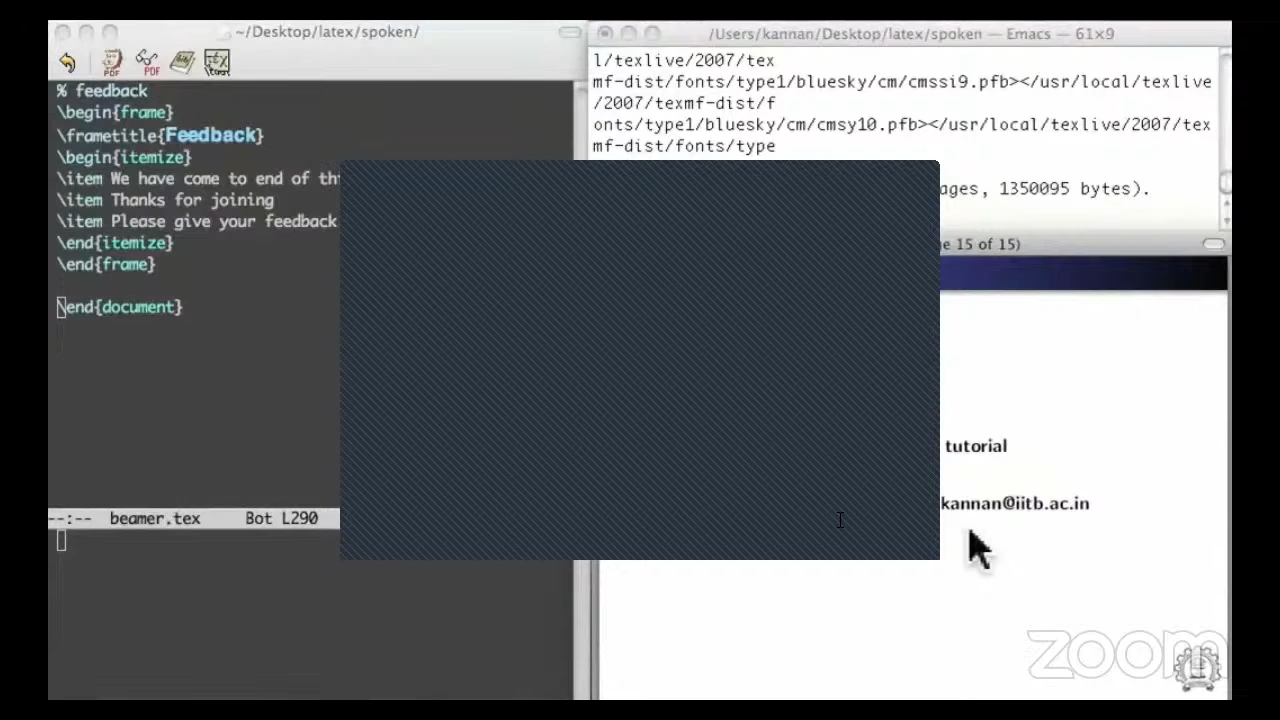 ~/Desktop/latex/spoken/
% feedback
\begin{frame}
\frametitle{Feedback}
\begin{itemize}
\item We have come to end of
\item Thanks for joining
\item Please give your feedback
\end{itemize}
\end{frame}
\end{document}
--:-- beamer.tex Bot L290
/Users/kannan/Desktop/latex/spoken — Emacs — 61×9
l/texlive/2007/tex
mf-dist/fonts/type1/bluesky/cm/cmssi9.pfb></usr/local/texlive
/2007/texmf-dist/f
onts/type1/bluesky/cm/cmsy10.pfb></usr/local/texlive/2007/tex
mf-dist/fonts/type
ages, 1350095 bytes).
e 15 of 15)
tutorial
kannan@iitb.ac.in
zoom